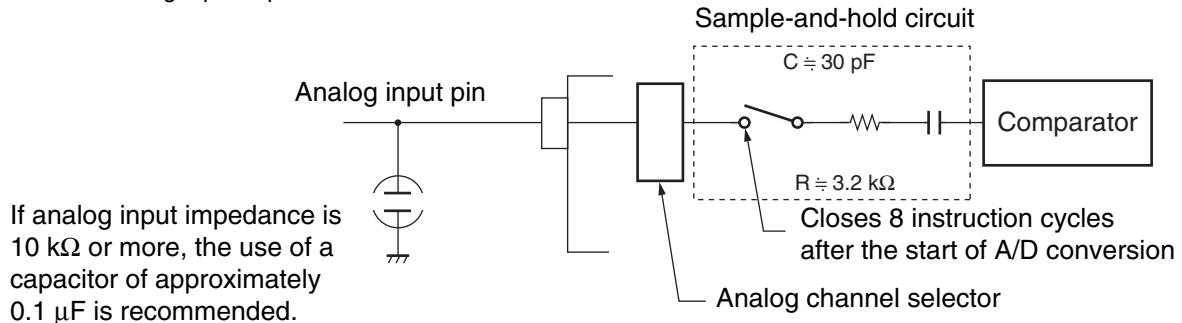 Sample-and-hold circuit
C ≒ 30 pF
Analog input pin
Comparator
R ≒ 3.2 kΩ
If analog input impedance is
10 kΩ or more, the use of a
capacitor of approximately
0.1 μF is recommended.
Closes 8 instruction cycles
after the start of A/D conversion
Analog channel selector